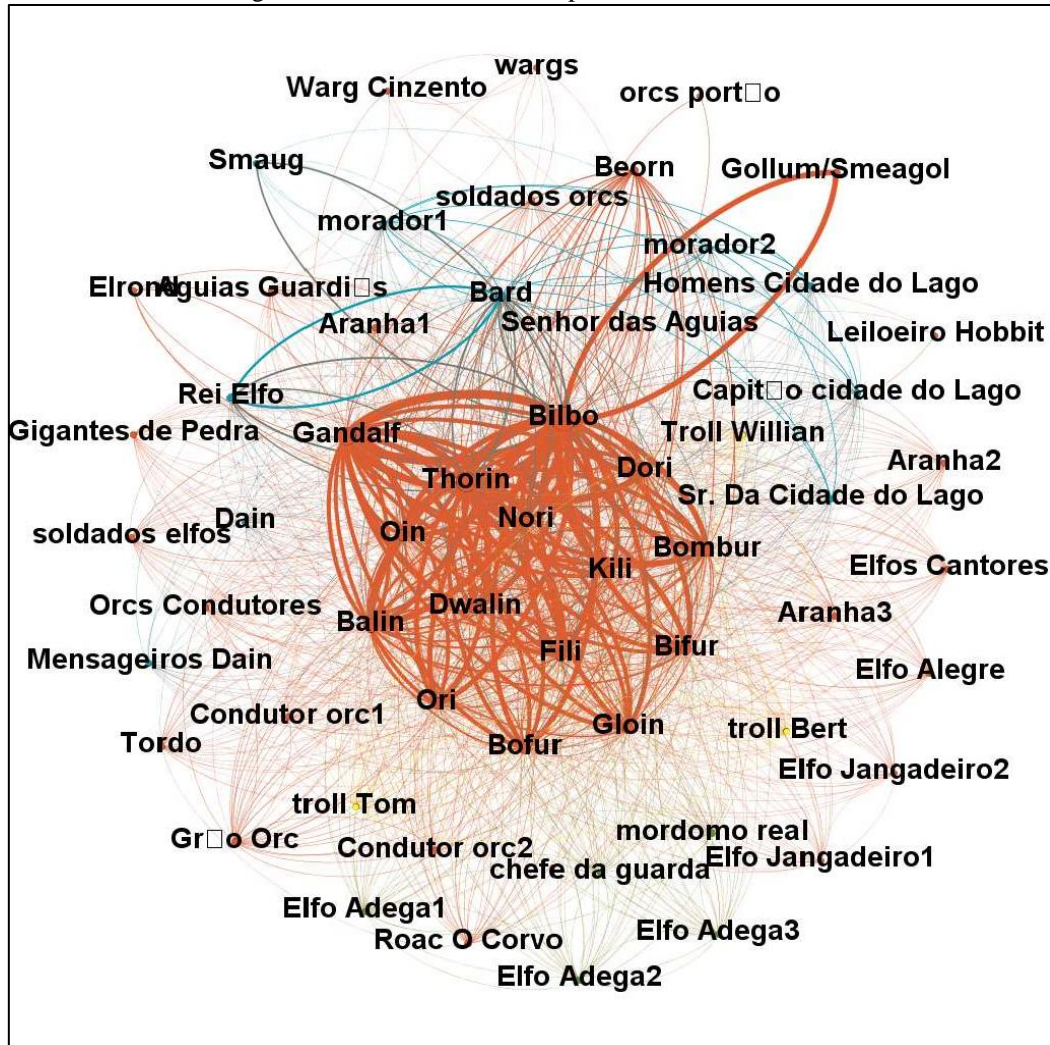 wargs
Warg Cinzento
orcs port□o
Smaug
Beorn
Gollum/Smeagol
soldados orcs
morador1
morador2
Elrond
Aguias Guardi□s
Bard
Homens Cidade do Lago
Aranha1
Senhor das Aguias
Leiloeiro Hobbit
Rei Elfo
Capit□o cidade do Lago
Gigantes de Pedra
Gandalf
Bilbo
Troll Willian
Thorin
Dori
Aranha2
Sr. Da Cidade do Lago
Dain
Nori
soldados elfos
Oin
Bombur
Kili
Elfos Cantores
Orcs Condutores
Dwalin
Balin
Aranha3
Mensageiros Dain
Fili
Bifur
Elfo Alegre
Ori
Condutor orc1
Gloin
troll Bert
Tordo
Bofur
Elfo Jangadeiro2
troll Tom
mordomo real
Gr□o Orc
Condutor orc2
Elfo Jangadeiro1
chefe da guarda
Elfo Adega1
Roac O Corvo
Elfo Adega3
Elfo Adega2